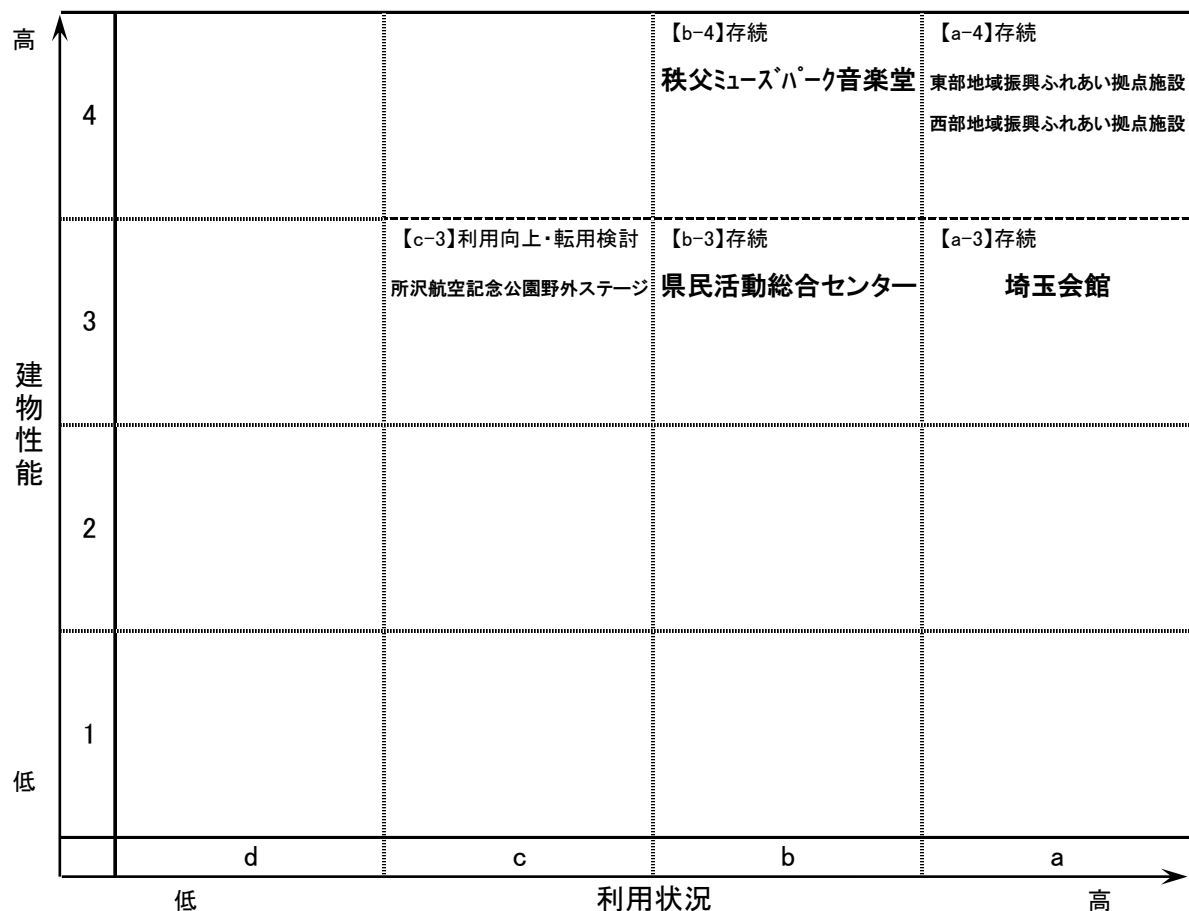 高
【b-4】存続
【a-4】存続
秩父ﾐｭｰｽﾞﾊﾟｰｸ音楽堂
東部地域振興ふれあい拠点施設
西部地域振興ふれあい拠点施設
4
【c-3】利用向上・転用検討
【b-3】存続
【a-3】存続
所沢航空記念公園野外ステージ
県民活動総合センター
埼玉会館
3
建物性能
2
1
低
d
c
b
a
低
利用状況
高